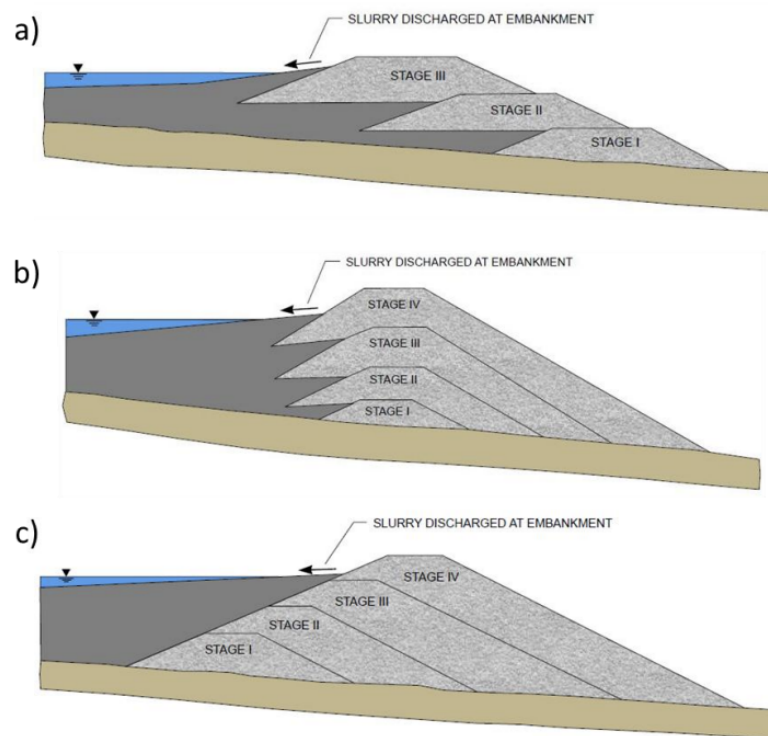 a)
SLURRY DISCHARGED AT EMBANKMENT
STAGE III
STAGE II
STAGE I
b)
SLURRY DISCHARGED AT EMBANKMENT
STAGE IV
STAGE III
STAGE II
STAGE I
c)
SLURRY DISCHARGED AT EMBANKMENT
STAGE IV
STAGE III
STAGE II
STAGE I